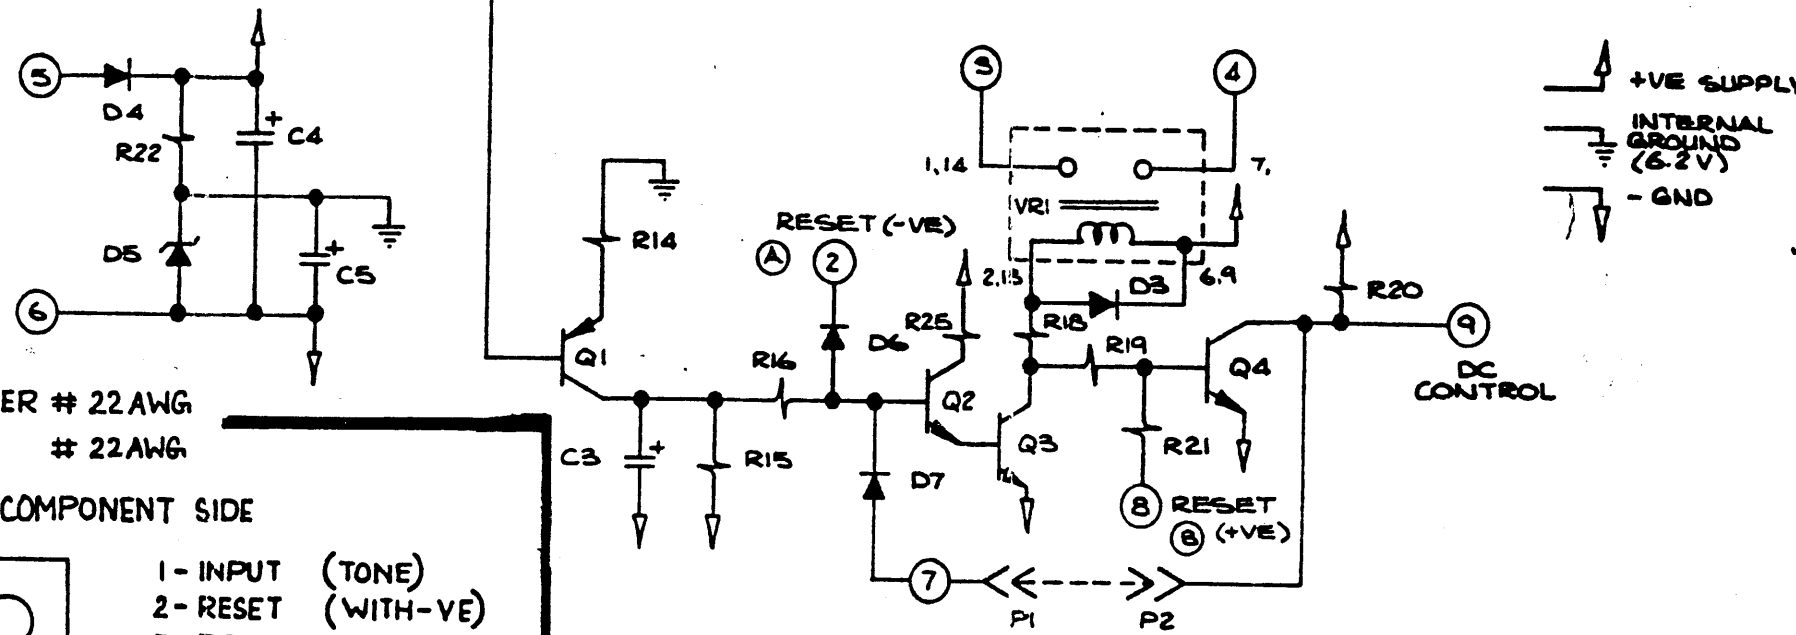 5
D4
R22
C4
D5
C5
6
R14
Q1
RESET (-VE)
A
2
R16
D6
R25
Q2
C3
R15
D7
3
4
1,14
7,
VR1
2,13
6,9
D3
R18
R19
Q3
Q4
R20
9
DC
CONTROL
R21
8
RESET
B
(+VE)
7
P1
P2
+VE SUPPLY
INTERNAL
GROUND
(6.2V)
- GND
ER # 22AWG
# 22AWG
COMPONENT SIDE
1 - INPUT (TONE)
2 - RESET (WITH -VE)